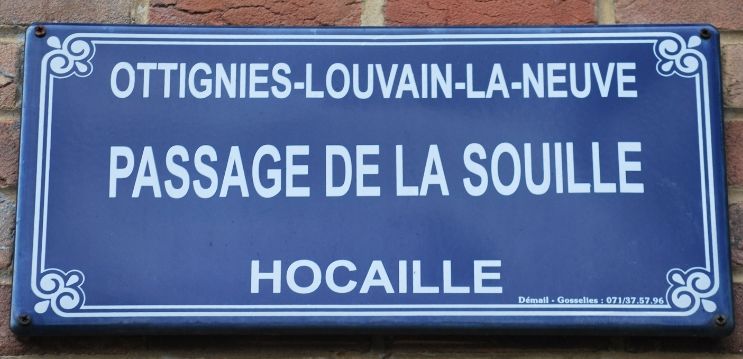 OTTIGNIES-LOUVAIN-LA-NEUVE
PASSAGE DE LA SOUILLE
HOCAILLE
Démail - Gosselies : 071/37.57.96